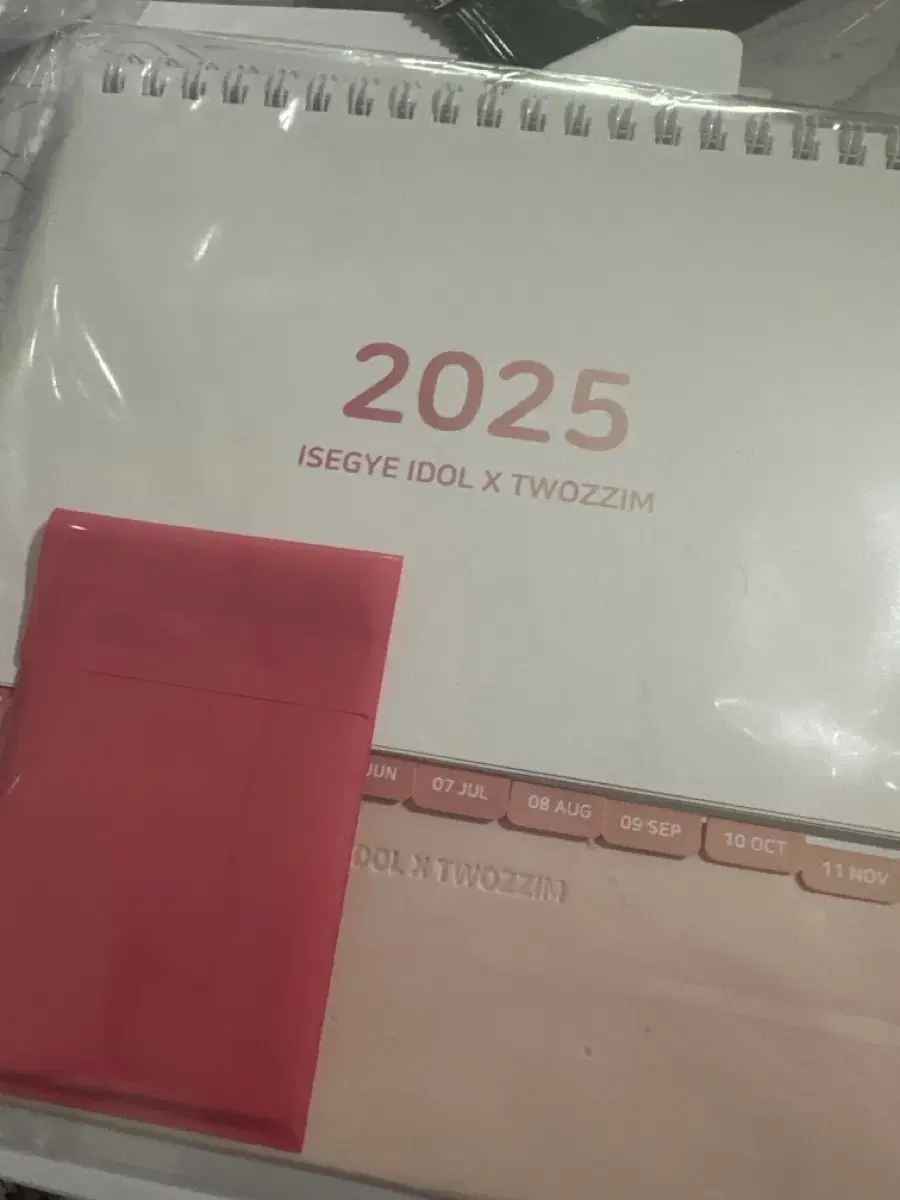 2025
ISEGYE IDOL X TWOZZIM
JUN
07 JUL
08 AUG
09 SEP
10 OCT
11 NOV
IDOL X TWOZZIM